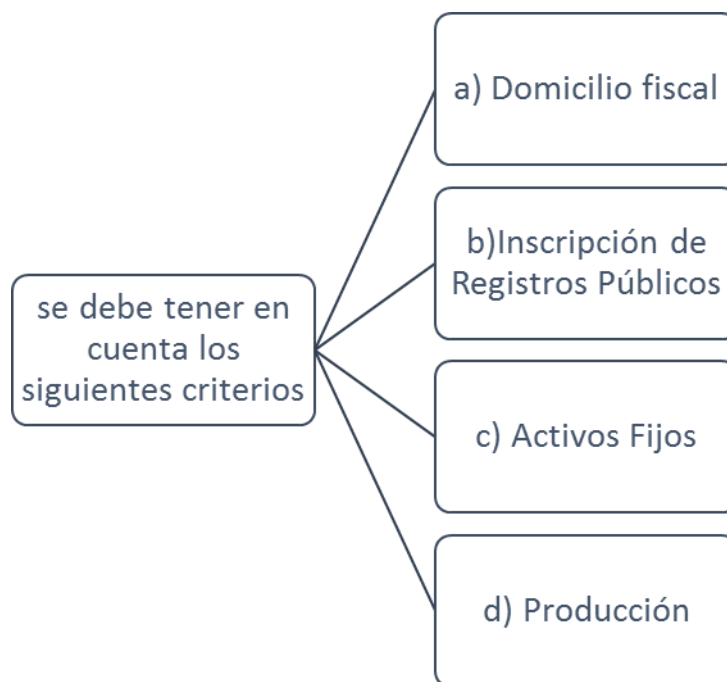 se debe tener en
cuenta los
siguientes criterios
a) Domicilio fiscal
b)Inscripción de
Registros Públicos
c) Activos Fijos
d) Producción